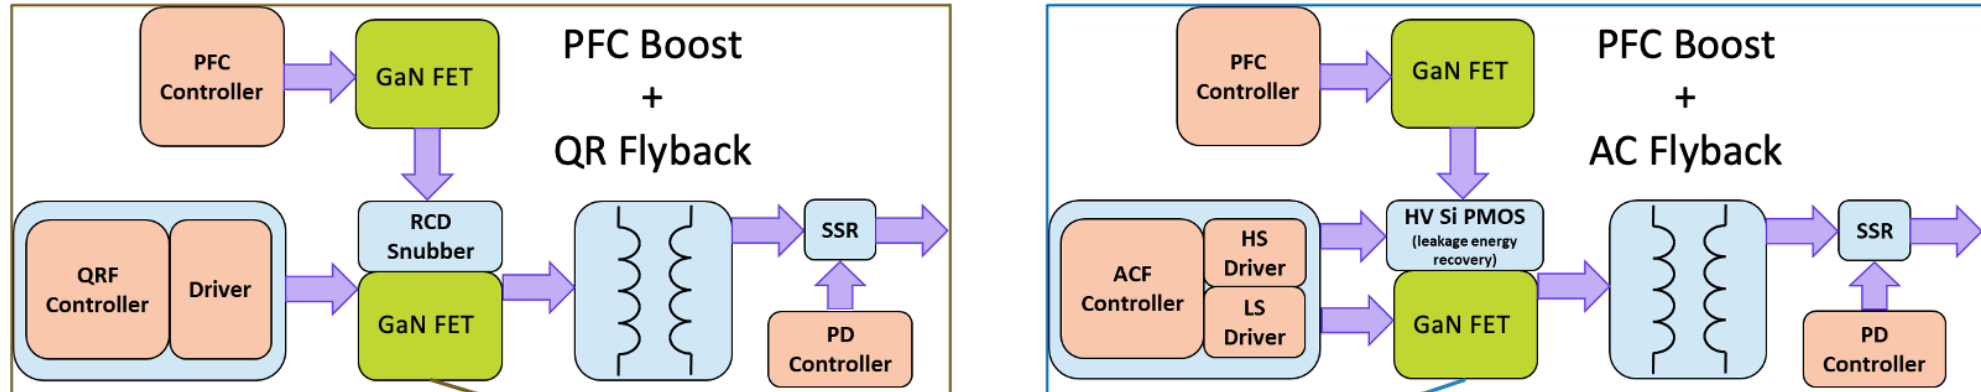 PFC
Controller
GaN FET
PFC Boost
+
QR Flyback
QRF
Controller
Driver
RCD
Snubber
GaN FET
SSR
PD
Controller
PFC
Controller
GaN FET
PFC Boost
+
AC Flyback
ACF
Controller
HS
Driver
LS
Driver
HV Si PMOS
(leakage energy
recovery)
GaN FET
SSR
PD
Controller